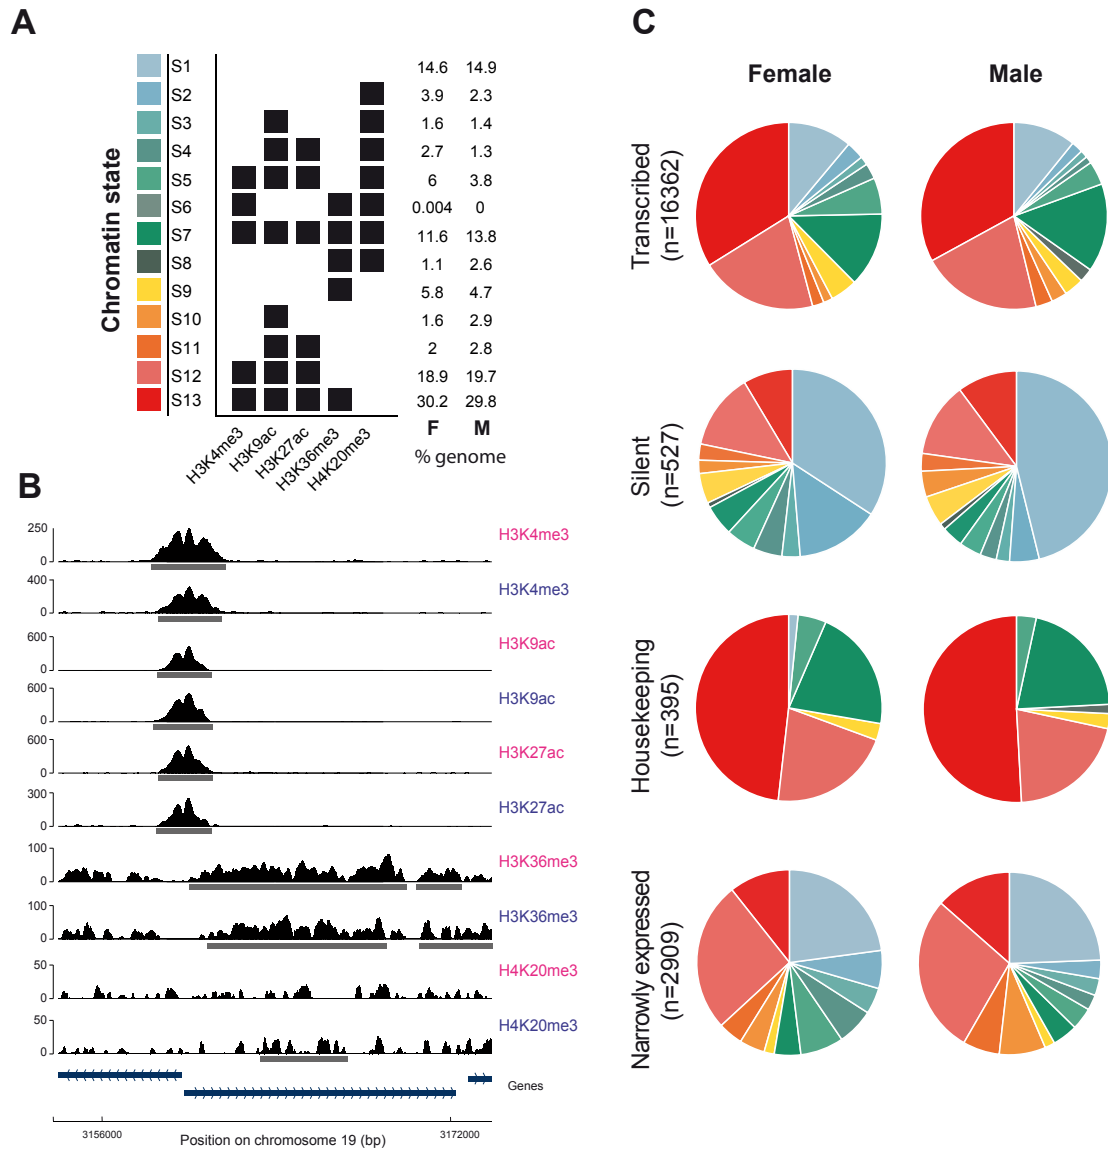 A
Chromatin state
S1 14.6 14.9
S2 3.9 2.3
S3 1.6 1.4
S4 2.7 1.3
S5 6 3.8
S6 0.004 0
S7 11.6 13.8
S8 1.1 2.6
S9 5.8 4.7
S10 1.6 2.9
S11 2 2.8
S12 18.9 19.7
S13 30.2 29.8
F M
% genome
H3K4me3
H3K9ac
H3K27ac
H3K36me3
H4K20me3
B
250
0
H3K4me3
400
0
H3K4me3
600
0
H3K9ac
600
0
H3K9ac
600
0
H3K27ac
300
0
H3K27ac
100
0
H3K36me3
100
0
H3K36me3
50
0
H4K20me3
50
0
H4K20me3
Genes
3156000
3172000
Position on chromosome 19 (bp)
C
Female
Male
Transcribed
(n=16362)
Silent
(n=527)
Housekeeping
(n=395)
Narrowly expressed
(n=2909)